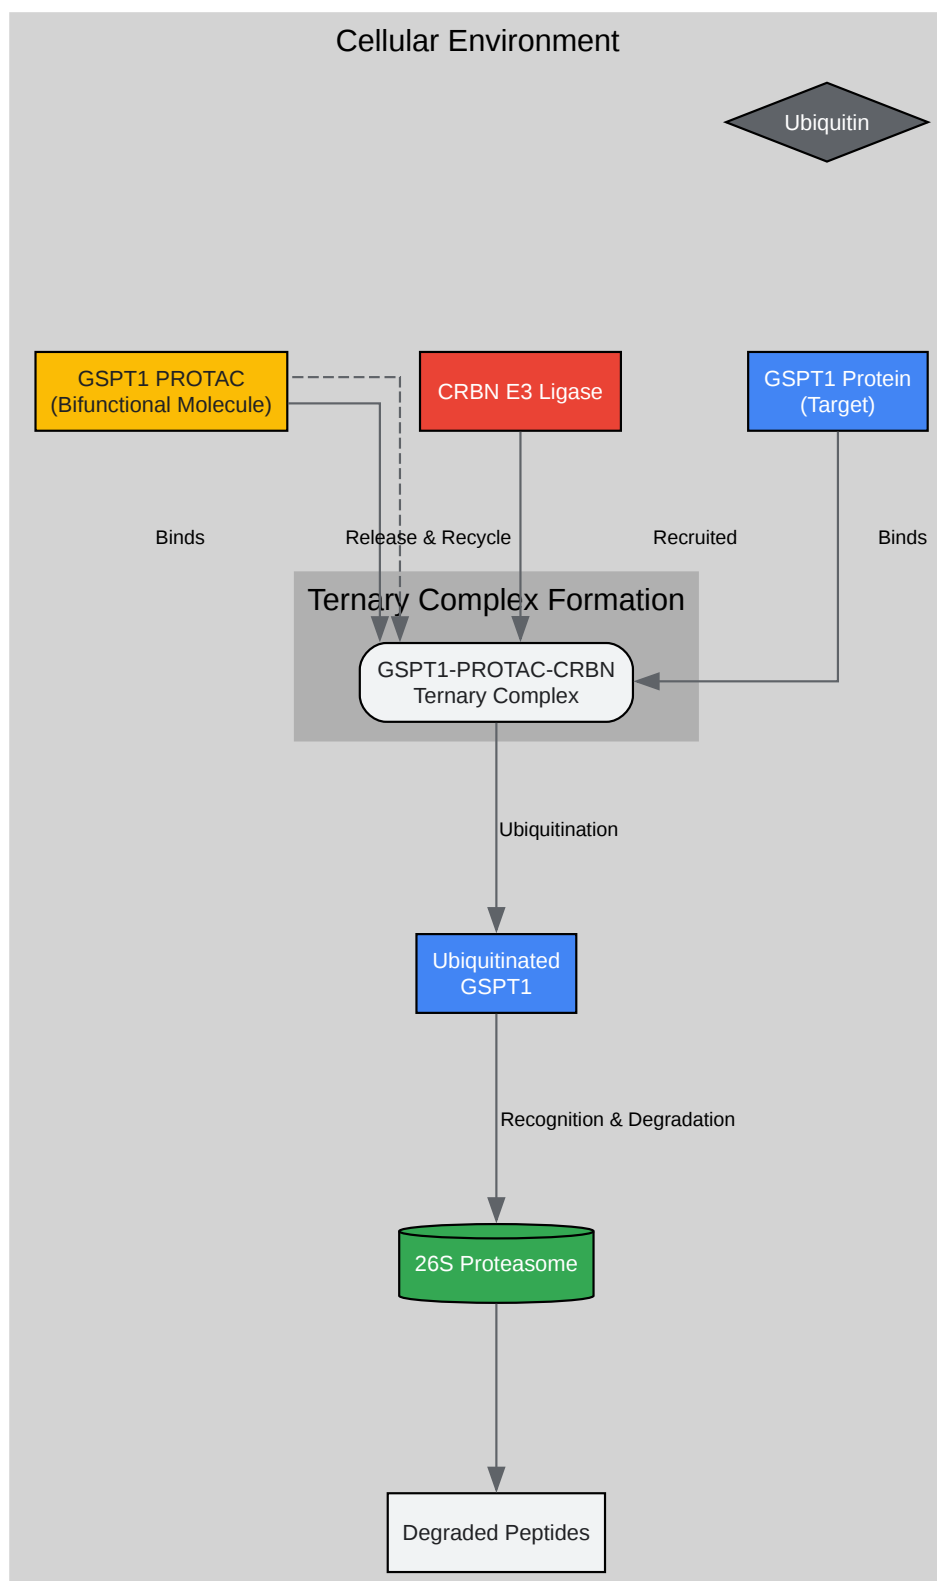 Cellular Environment
Ubiquitin
GSPT1 PROTAC
(Bifunctional Molecule)
CRBN E3 Ligase
GSPT1 Protein
(Target)
Binds
Release & Recycle
Recruited
Binds
Ternary Complex Formation
GSPT1-PROTAC-CRBN
Ternary Complex
Ubiquitination
Ubiquitinated
GSPT1
Recognition & Degradation
26S Proteasome
Degraded Peptides